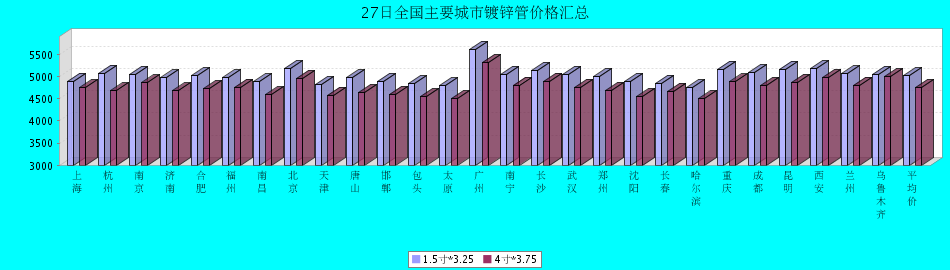 27日全国主要城市镀锌管价格汇总
5500
5000
4500
4000
3500
3000
上海 杭州 南京 济南 合肥 福州 南昌 北京 天津 唐山 邯郸 包头 太原 广州 南宁 长沙 武汉 郑州 沈阳 长春 哈尔滨 重庆 成都 昆明 西安 兰州 乌鲁木齐 平均价
1.5寸*3.25 4寸*3.75